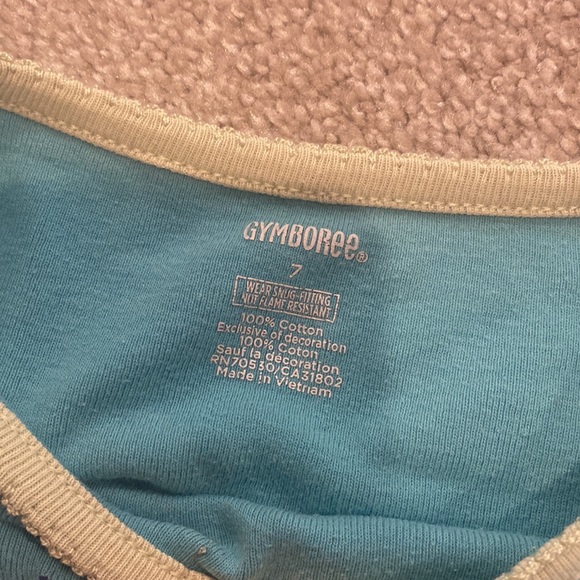 GYMBOREE®
7
WEAR SNUG-FITTING
NOT FLAME RESISTANT
100% Cotton
Exclusive of decoration
100% Coton
Sauf la décoration
RN70530/CA31802
Made in Vietnam